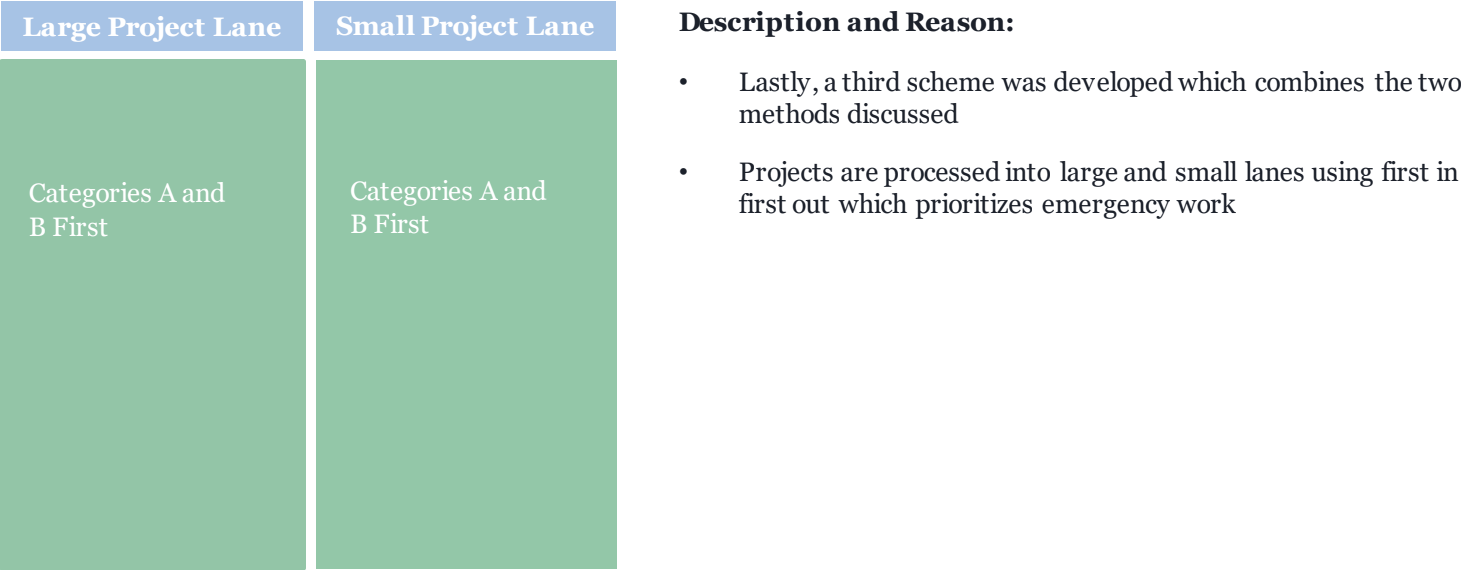 Large Project Lane
Small Project Lane
Categories A and
B First
Categories A and
B First
Description and Reason:
• Lastly, a third scheme was developed which combines the two
methods discussed
• Projects are processed into large and small lanes using first in
first out which prioritizes emergency work